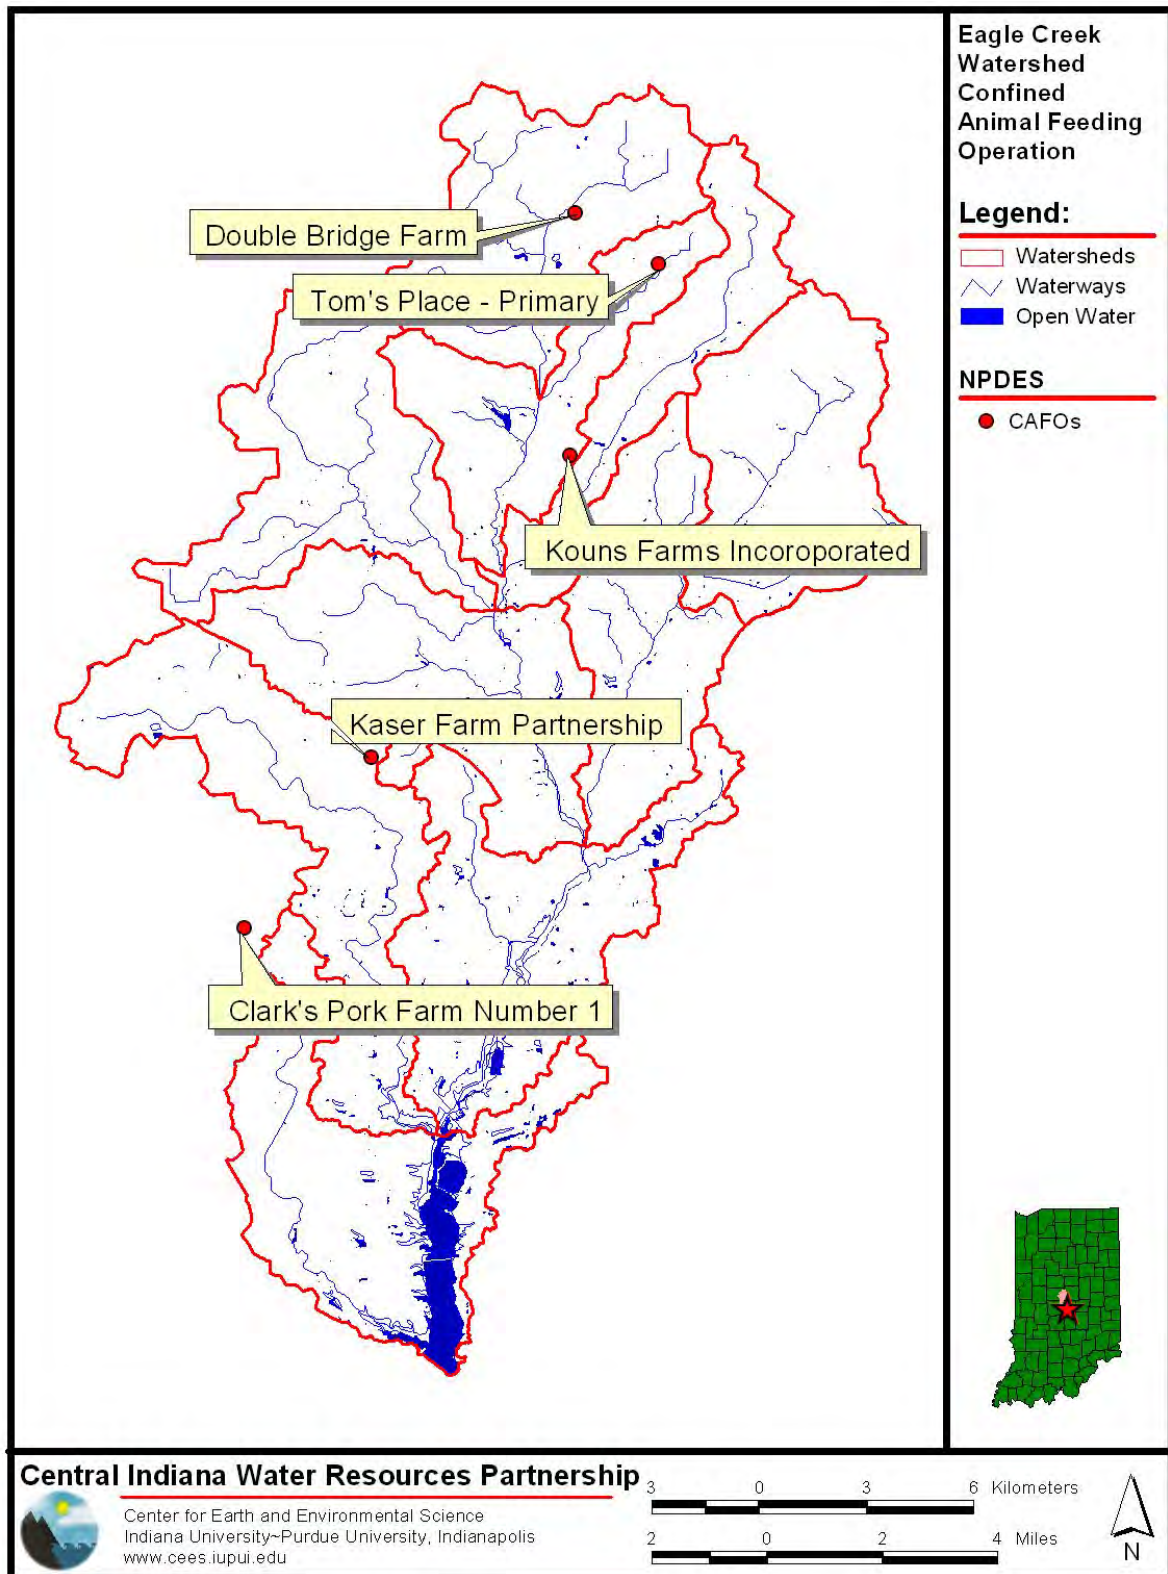 Eagle Creek
Watershed
Confined
Animal Feeding
Operation
Legend:
Watersheds
Waterways
Open Water
NPDES
CAFOs
Double Bridge Farm
Tom's Place - Primary
Kouns Farms Incoroporated
Kaser Farm Partnership
Clark's Pork Farm Number 1
Central Indiana Water Resources Partnership
Center for Earth and Environmental Science
Indiana University~Purdue University, Indianapolis
www.cees.iupui.edu
3 0 3 6 Kilometers
2 0 2 4 Miles
N